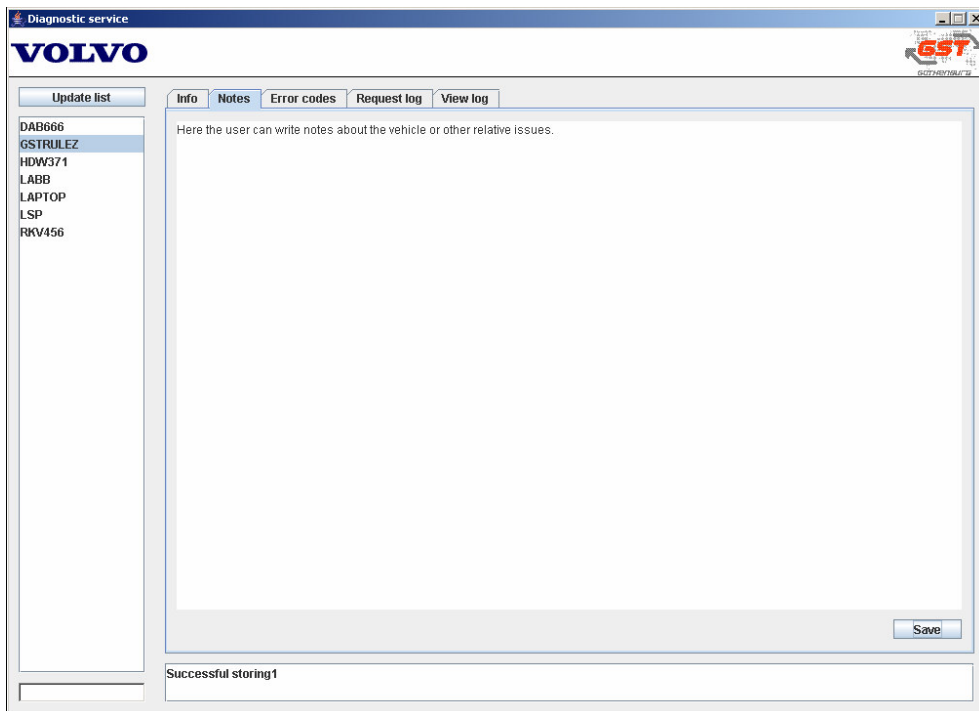 Diagnostic service
VOLVO
GST
GOTHENBURG
Update list
Info Notes Error codes Request log View log
DAB666
GSTRULEZ
HDW371
LABB
LAPTOP
LSP
RKV456
Here the user can write notes about the vehicle or other relative issues.
Save
Successful storing1